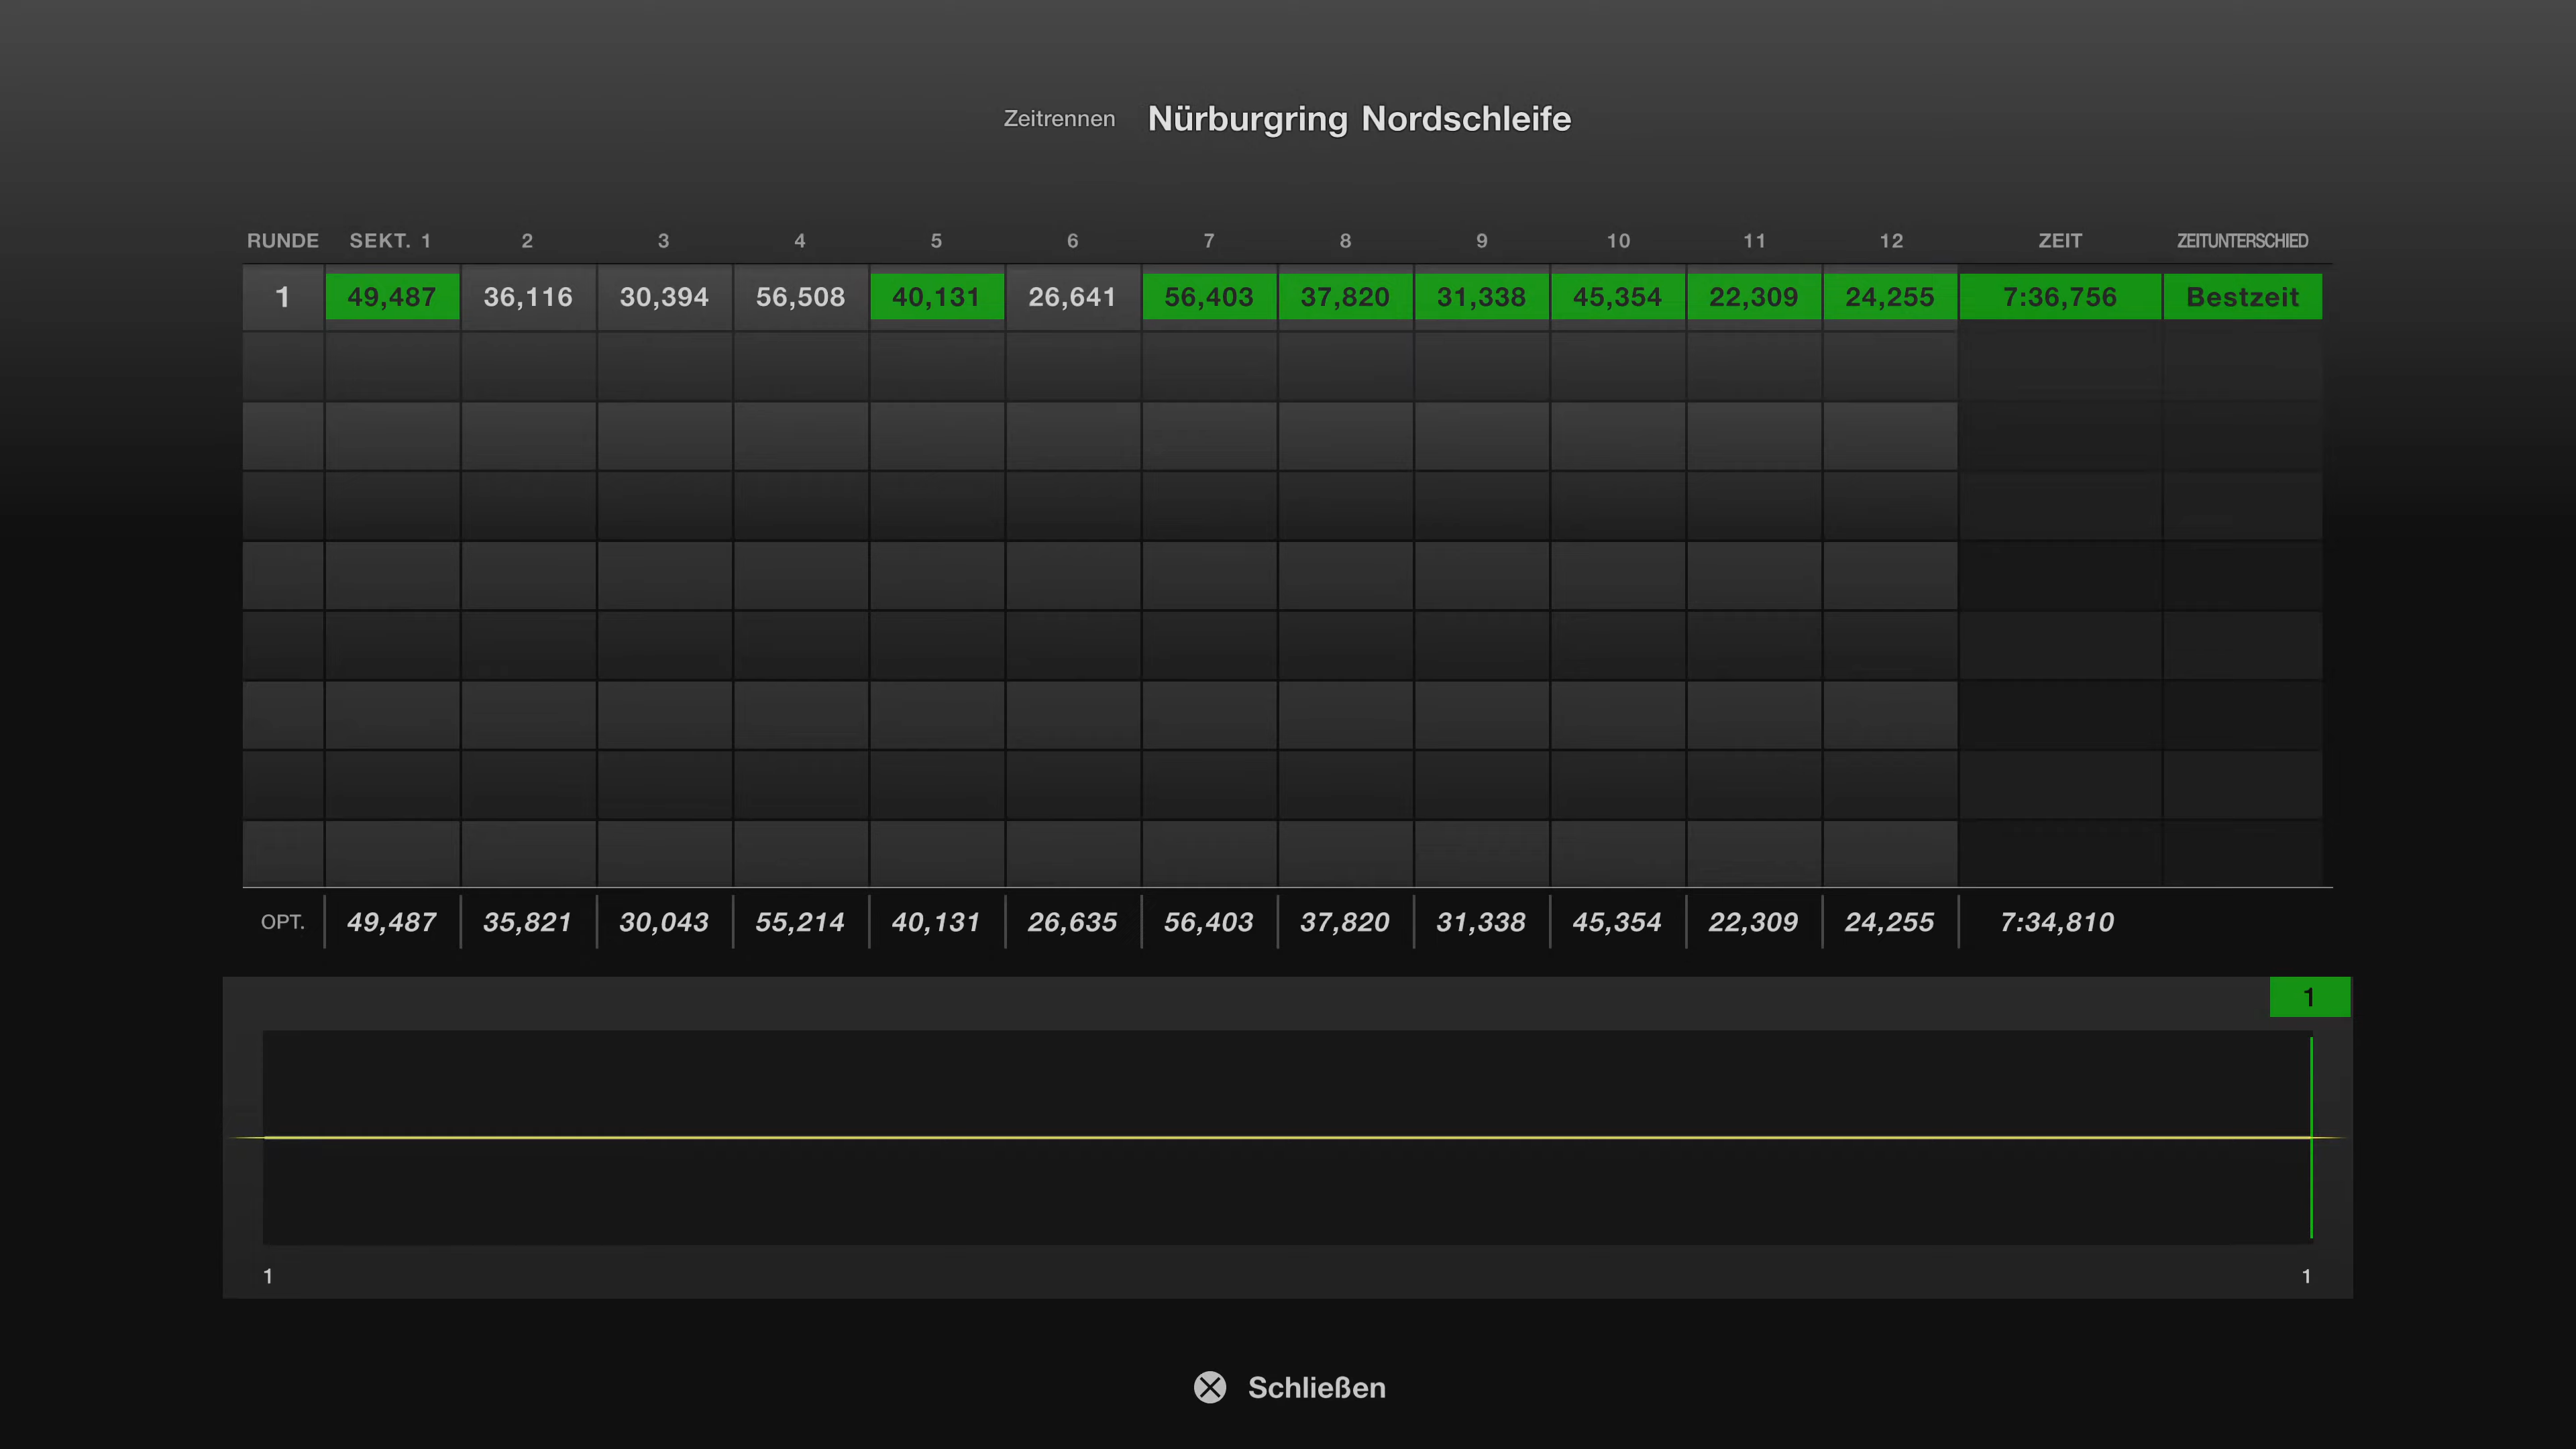 Zeitrennen Nürburgring Nordschleife
RUNDE SEKT. 1 2 3 4 5 6 7 8 9 10 11 12 ZEIT ZEITUNTERSCHIED
1 49,487 36,116 30,394 56,508 40,131 26,641 56,403 37,820 31,338 45,354 22,309 24,255 7:36,756 Bestzeit
OPT. 49,487 35,821 30,043 55,214 40,131 26,635 56,403 37,820 31,338 45,354 22,309 24,255 7:34,810
1
1 1
Schließen